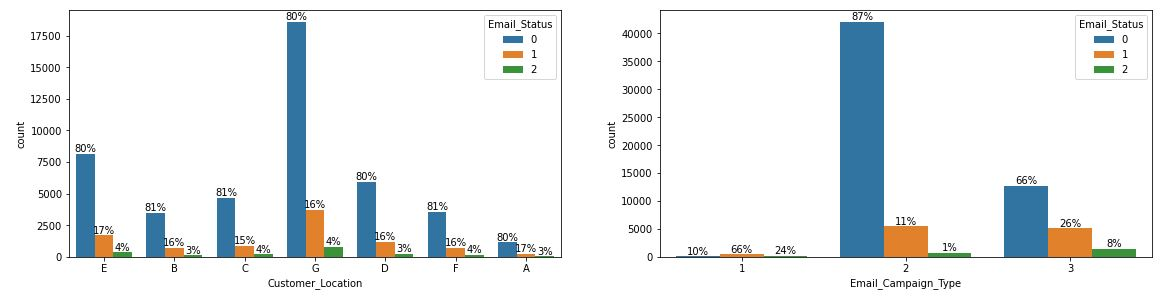 Email_Status
0
1
2
17500
15000
12500
10000
7500
5000
2500
0
count
80% 17% 4%
81% 16% 3%
81% 15% 4%
80% 16% 4%
80% 16% 3%
81% 16% 4%
80% 17% 3%
E B C G D F A
Customer_Location
Email_Status
0
1
2
40000
35000
30000
25000
20000
15000
10000
5000
0
count
10% 66% 24%
87% 11% 1%
66% 26% 8%
1 2 3
Email_Campaign_Type